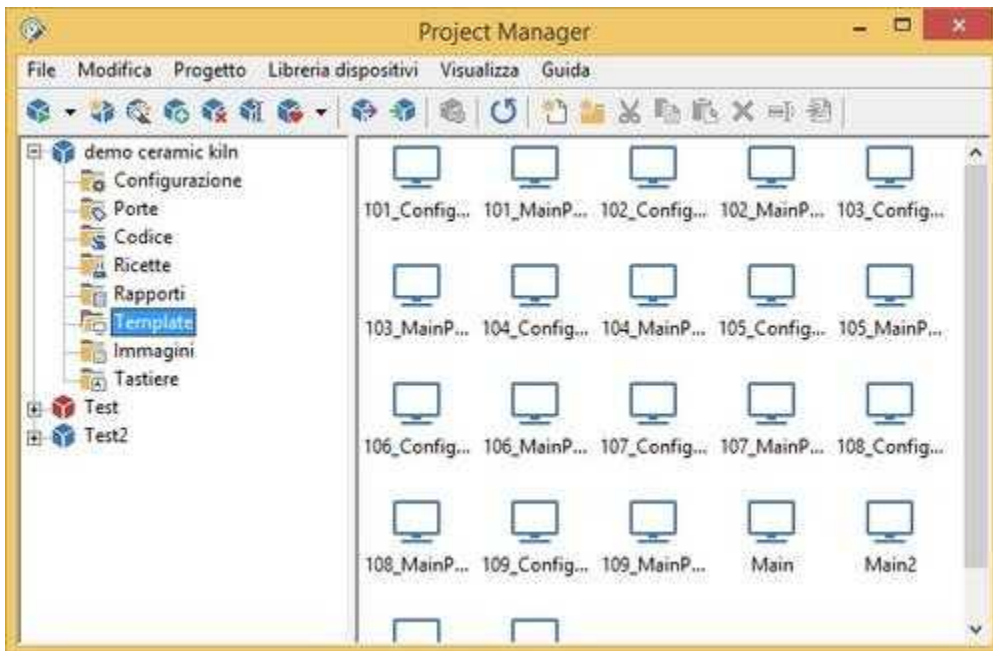 Project Manager
File Modifica Progetto Libreria dispositivi Visualizza Guida
demo ceramic kiln
Configurazione
Porte
Codice
Ricette
Rapporti
Template
Immagini
Tastiere
Test
Test2
101_Config... 101_MainP... 102_Config... 102_MainP... 103_Config...
103_MainP... 104_Config... 104_MainP... 105_Config... 105_MainP...
106_Config... 106_MainP... 107_Config... 107_MainP... 108_Config...
108_MainP... 109_Config... 109_MainP... Main Main2